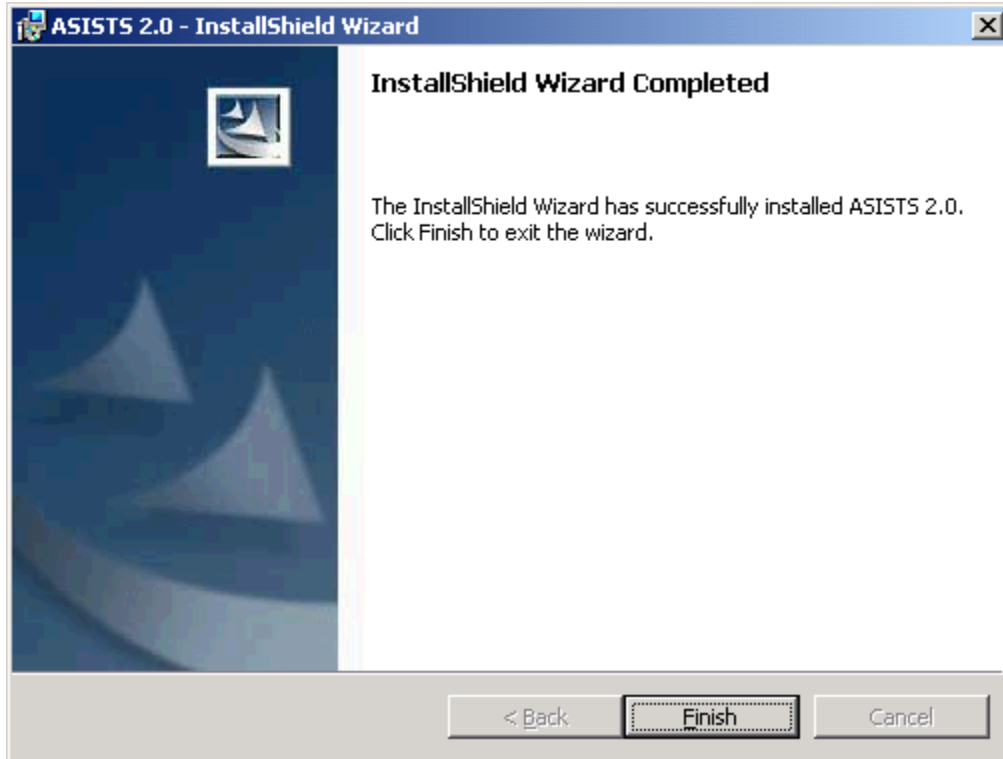 ASISTS 2.0 - InstallShield Wizard
InstallShield Wizard Completed
The InstallShield Wizard has successfully installed ASISTS 2.0.
Click Finish to exit the wizard.
< Back
Finish
Cancel